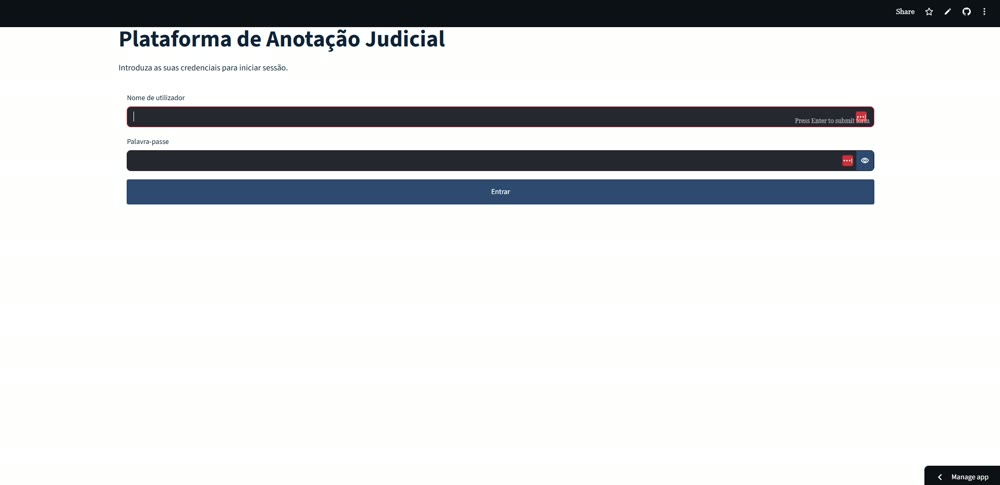 Share
Plataforma de Anotação Judicial
Introduza as suas credenciais para iniciar sessão.
Nome de utilizador
Press Enter to submit form
Palavra-passe
Entrar
Manage app